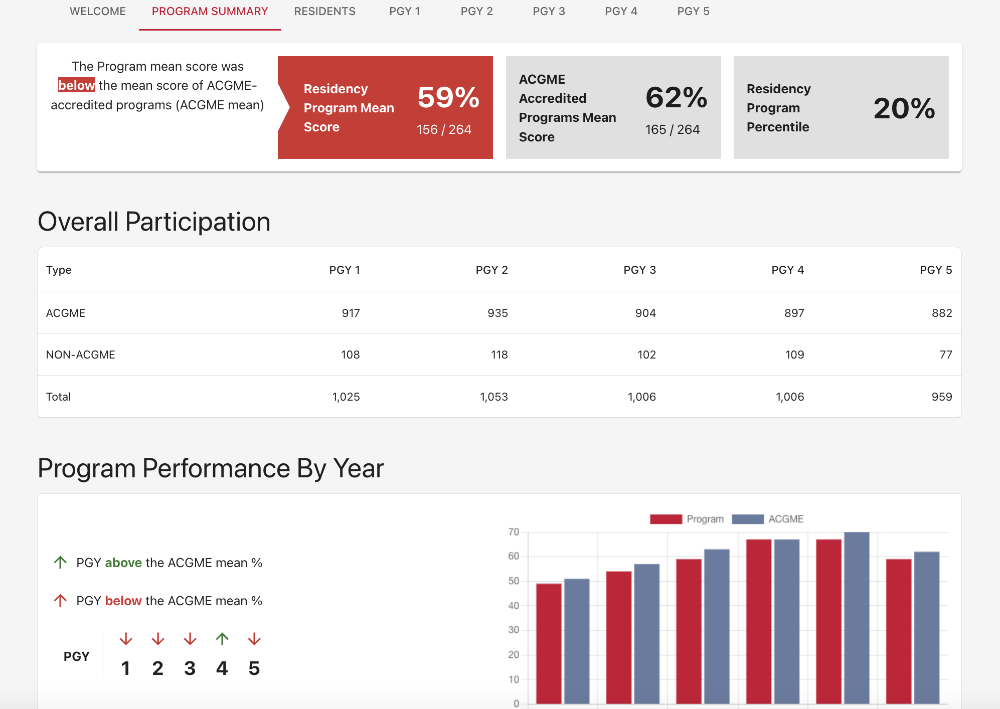 WELCOME PROGRAM SUMMARY RESIDENTS PGY 1 PGY 2 PGY 3 PGY 4 PGY 5
The Program mean score was
below the mean score of ACGME-
accredited programs (ACGME mean)
Residency
Program Mean
Score
59%
156 / 264
ACGME
Accredited
Programs Mean
Score
62%
165 / 264
Residency
Program
Percentile
20%
Overall Participation
Type PGY 1 PGY 2 PGY 3 PGY 4 PGY 5
ACGME 917 935 904 897 882
NON-ACGME 108 118 102 109 77
Total 1,025 1,053 1,006 1,006 959
Program Performance By Year
PGY above the ACGME mean %
PGY below the ACGME mean %
PGY 1 2 3 4 5
Program ACGME
70
60
50
40
30
20
10
0